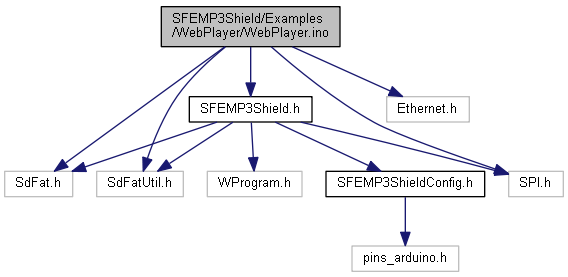 SFEMP3Shield/Examples
/WebPlayer/WebPlayer.ino
SFEMP3Shield.h
Ethernet.h
SdFat.h
SdFatUtil.h
WProgram.h
SFEMP3ShieldConfig.h
SPI.h
pins_arduino.h